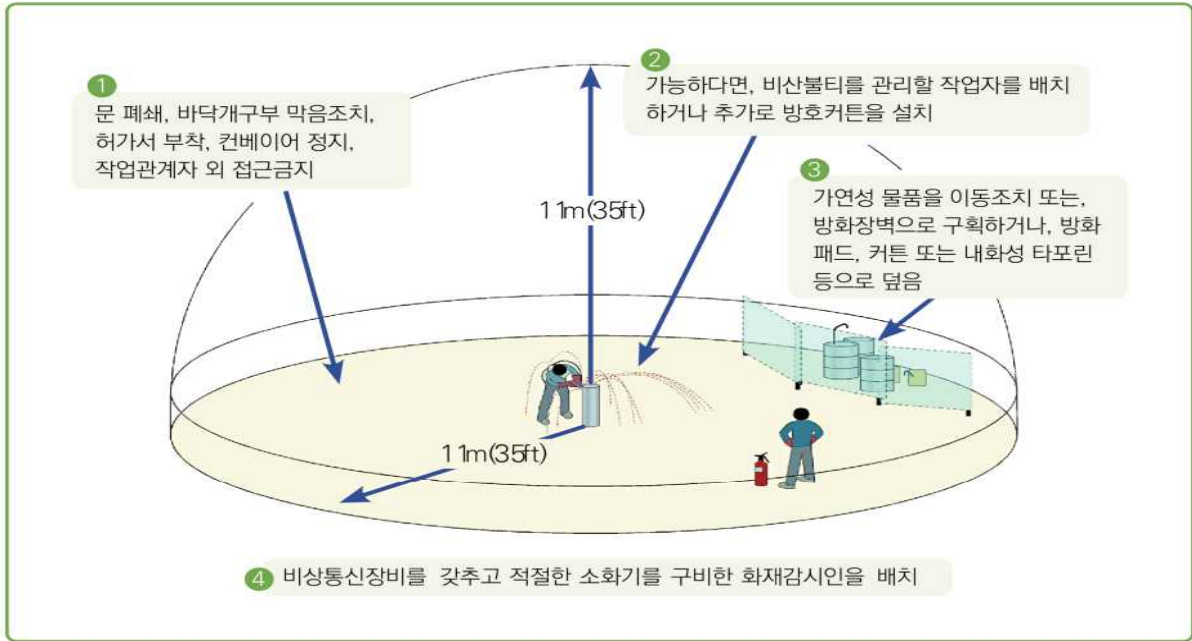 1
문 폐쇄, 바닥개구부 막음조치,
허가서 부착, 컨베이어 정지,
작업관계자 외 접근금지
2
가능하다면, 비산불티를 관리할 작업자를 배치
하거나 추가로 방호커튼을 설치
3
가연성 물품을 이동조치 또는,
방화장벽으로 구획하거나, 방화
패드, 커튼 또는 내화성 타포린
등으로 덮음
11m(35ft)
11m(35ft)
4 비상통신장비를 갖추고 적절한 소화기를 구비한 화재감시인을 배치